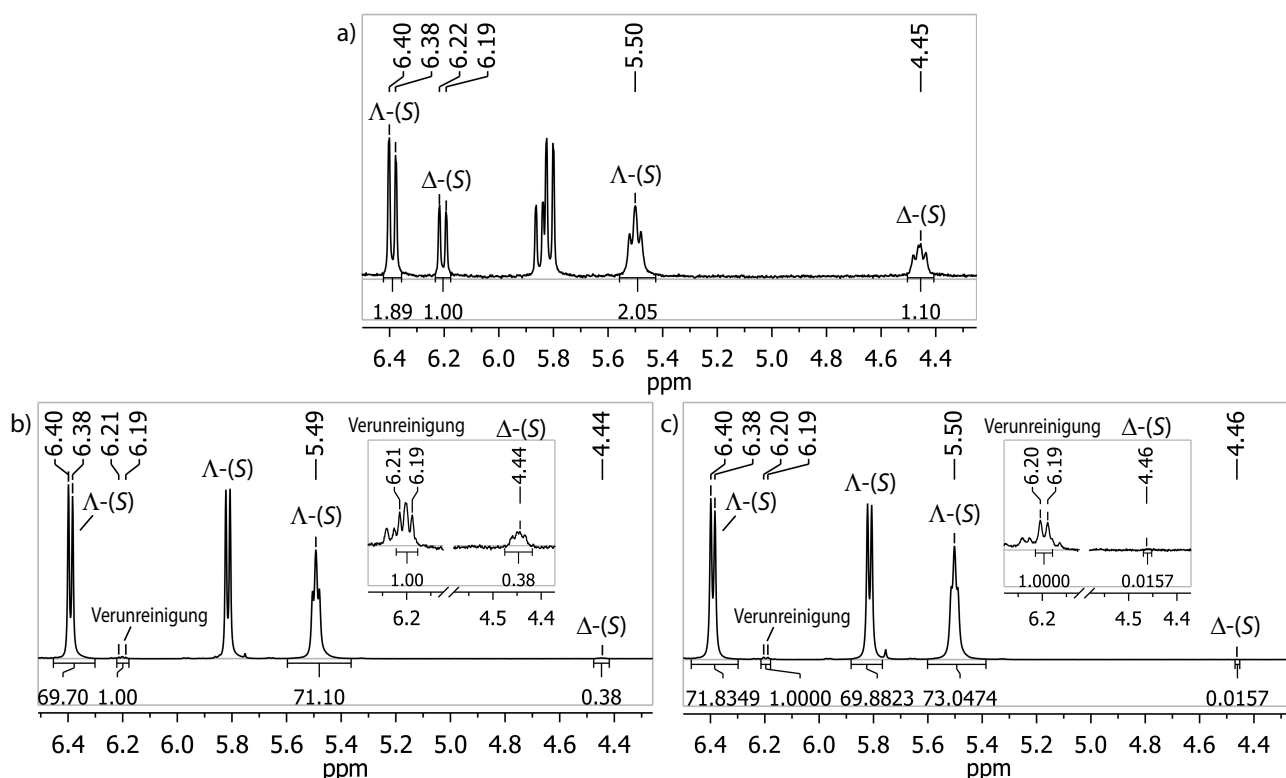 a)
6.40
6.38
6.22
6.19
5.50
4.45
Λ-(S)
Δ-(S)
Λ-(S)
Δ-(S)
1.89 1.00 2.05 1.10
6.4 6.2 6.0 5.8 5.6 5.4 5.2 5.0 4.8 4.6 4.4
ppm
b)
6.40
6.38
6.21
6.19
5.49
4.44
Λ-(S)
Λ-(S)
Λ-(S)
Verunreinigung
Δ-(S)
69.70 1.00 71.10 0.38
6.4 6.2 6.0 5.8 5.6 5.4 5.2 5.0 4.8 4.6 4.4
ppm
Verunreinigung
Δ-(S)
6.21
6.19
4.44
1.00 0.38
6.2 4.5 4.4
c)
6.40
6.38
6.20
6.19
5.50
4.46
Λ-(S)
Λ-(S)
Λ-(S)
Verunreinigung
Δ-(S)
71.8349 1.0000 69.8823 73.0474 0.0157
6.4 6.2 6.0 5.8 5.6 5.4 5.2 5.0 4.8 4.6 4.4
ppm
Verunreinigung
Δ-(S)
6.20
6.19
4.46
1.0000 0.0157
6.2 4.5 4.4